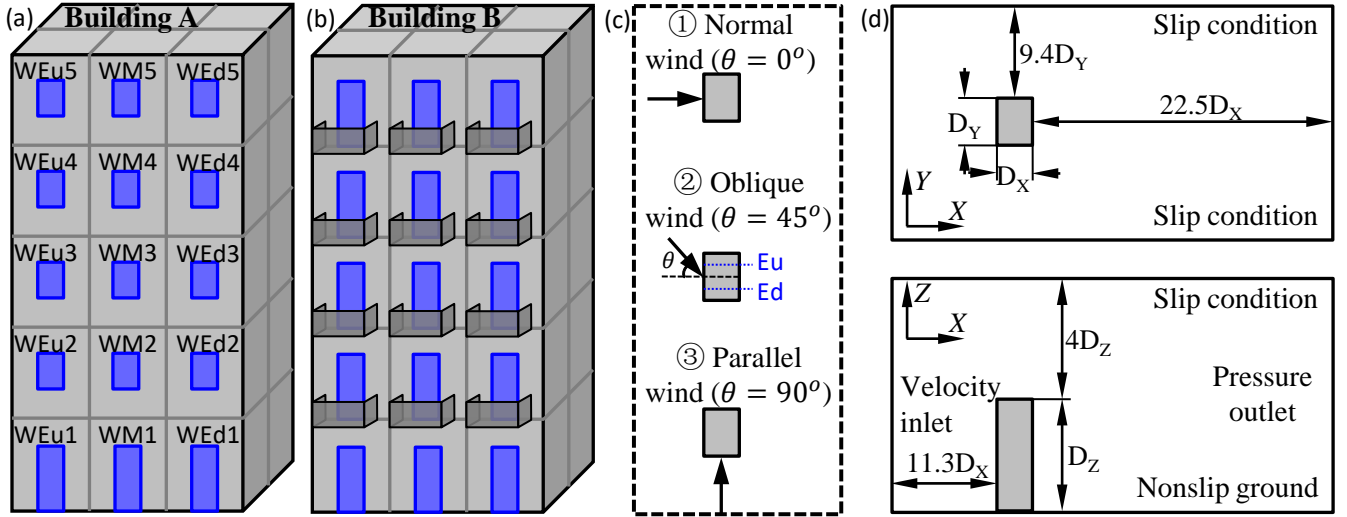 (a)
Building A
WEu5 WM5 WEd5
WEu4 WM4 WEd4
WEu3 WM3 WEd3
WEu2 WM2 WEd2
WEu1 WM1 WEd1
(b)
Building B
(c)
① Normal
wind (θ = 0°)
② Oblique
wind (θ = 45°)
θ
Eu
Ed
③ Parallel
wind (θ = 90°)
(d)
Slip condition
9.4D_Y
22.5D_X
D_Y
D_X
Y
X
Slip condition
Z
X
Slip condition
4D_Z
Velocity
inlet
Pressure
outlet
11.3D_X
D_Z
Nonslip ground